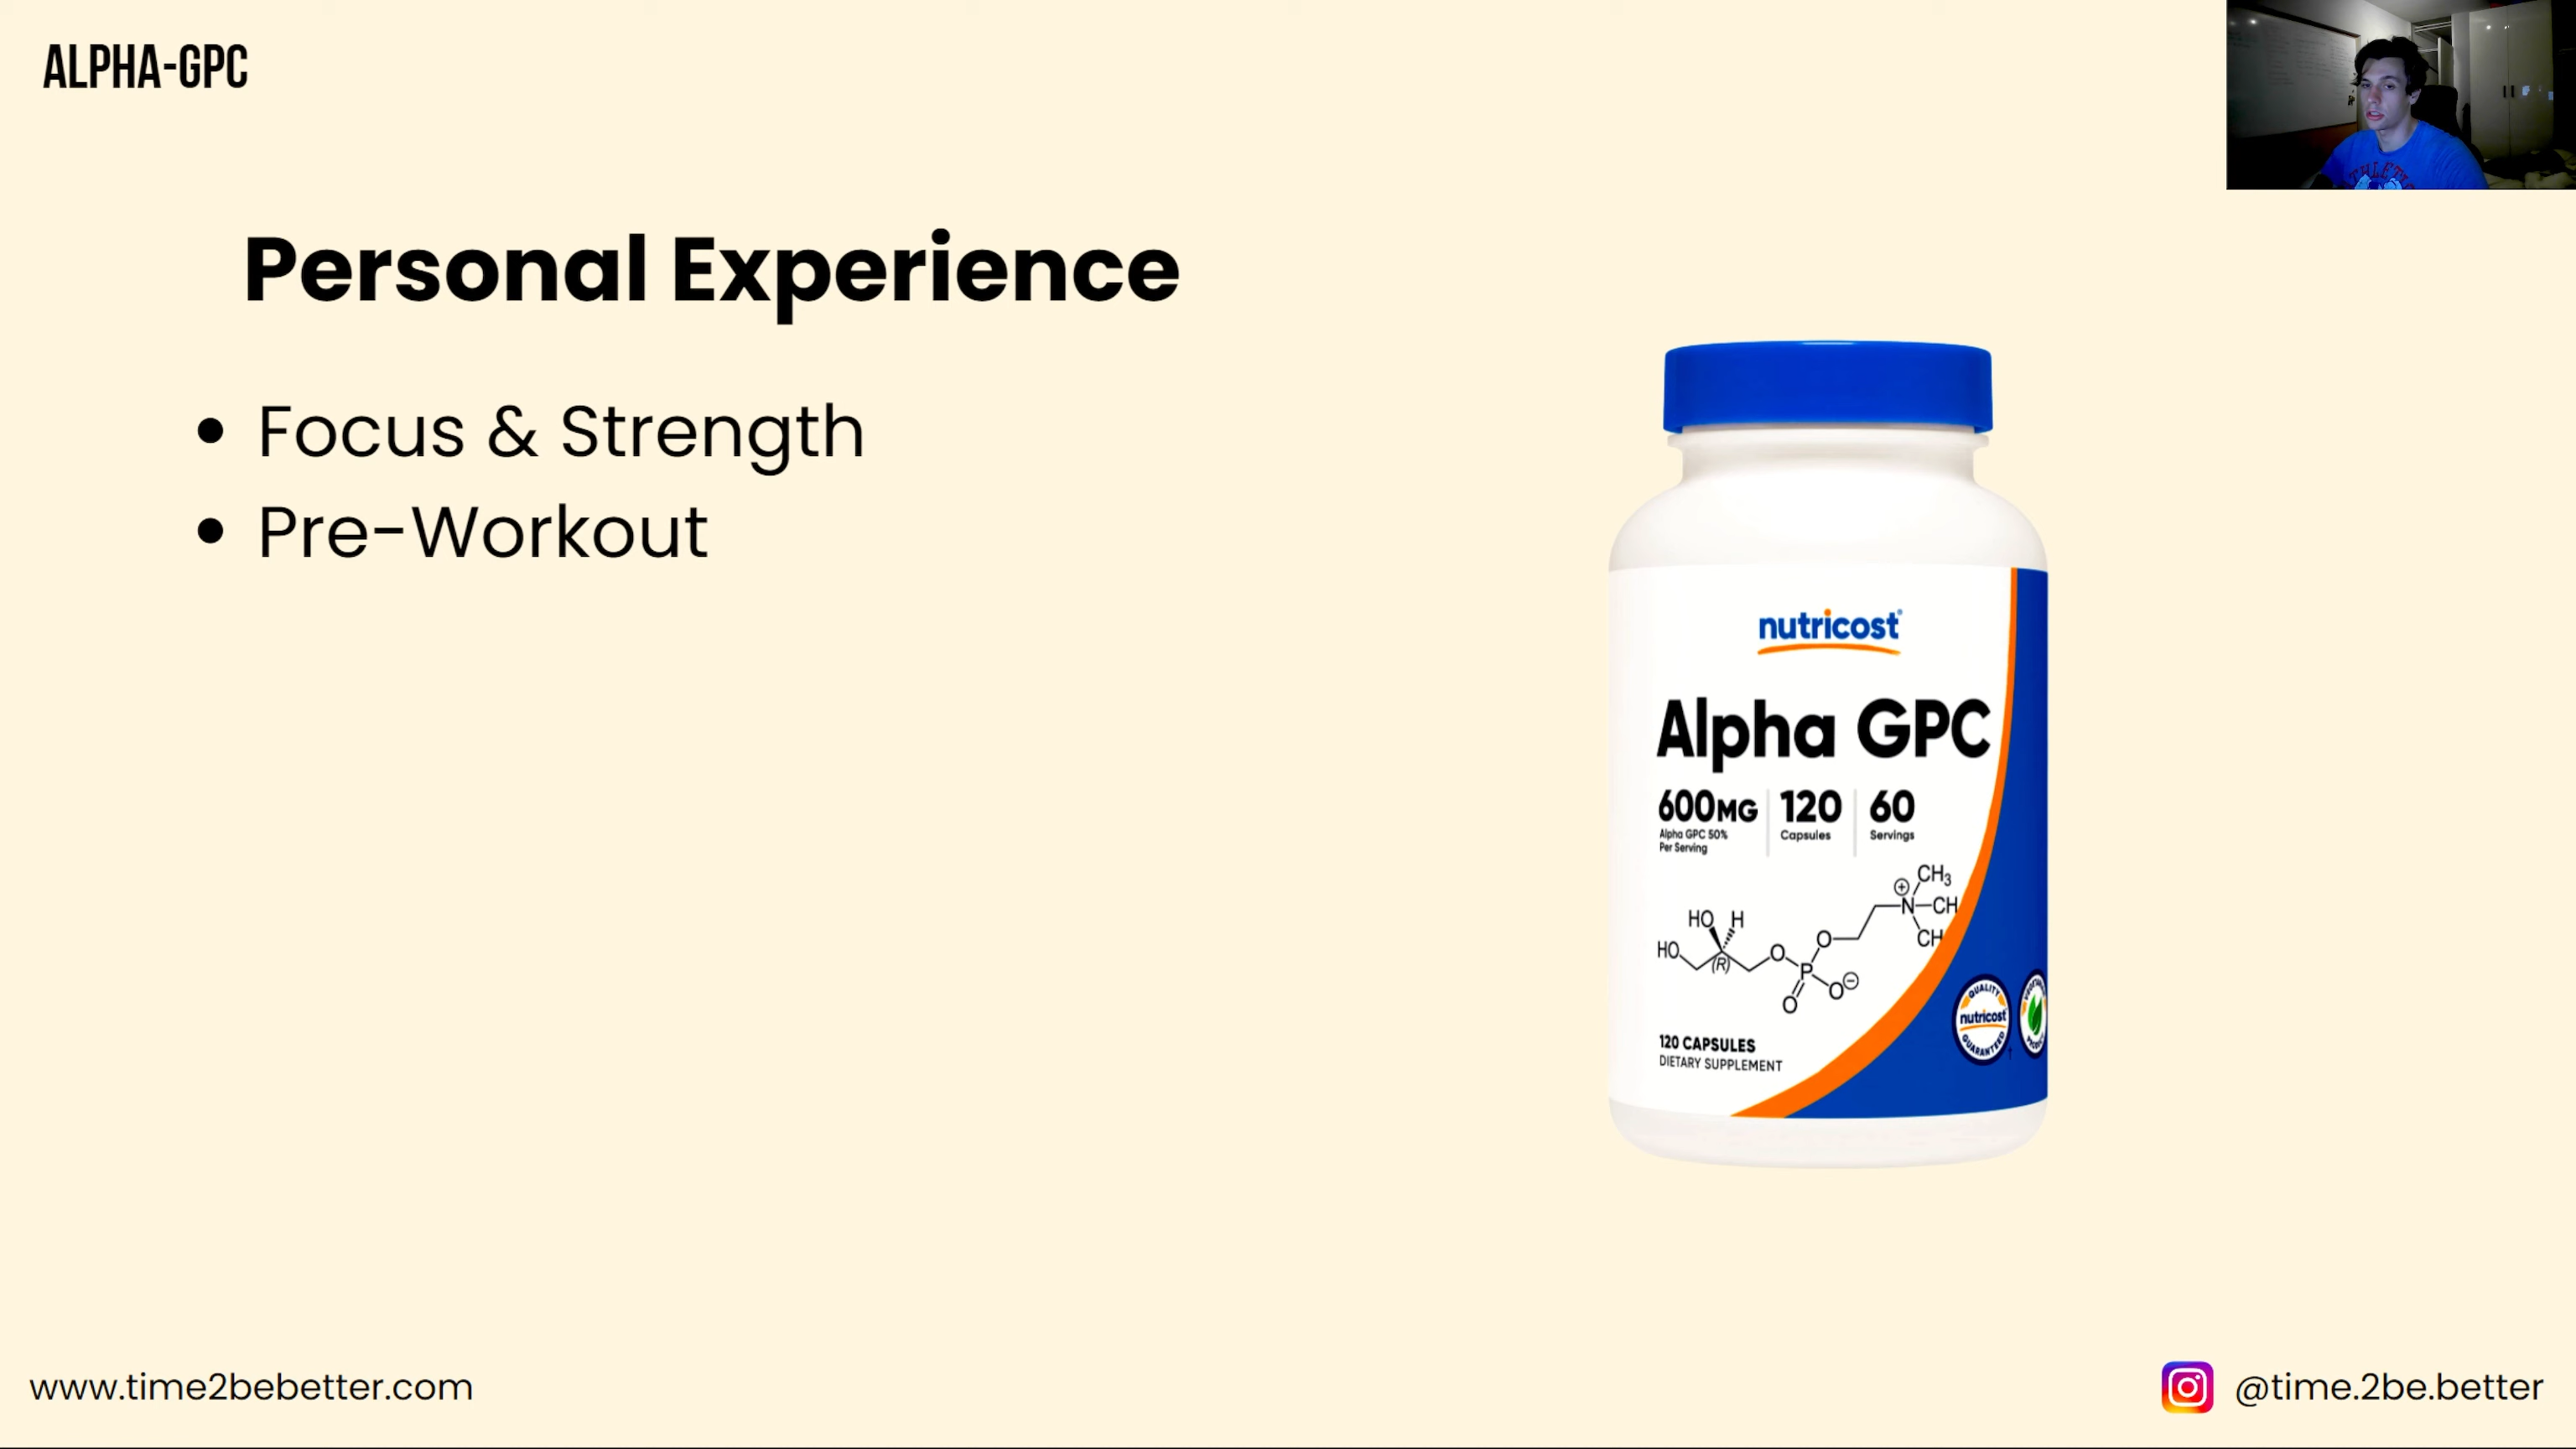 ALPHA-GPC
Personal Experience
• Focus & Strength
• Pre-Workout
nutricost®
Alpha GPC
600MG 120 60
Alpha GPC 50% Capsules Servings
Per Serving
CH3
N CH
CH
HO H
HO (R) O P O
O O
120 CAPSULES
DIETARY SUPPLEMENT
QUALITY
nutricost
GUARANTEED
www.time2bebetter.com
@time.2be.better